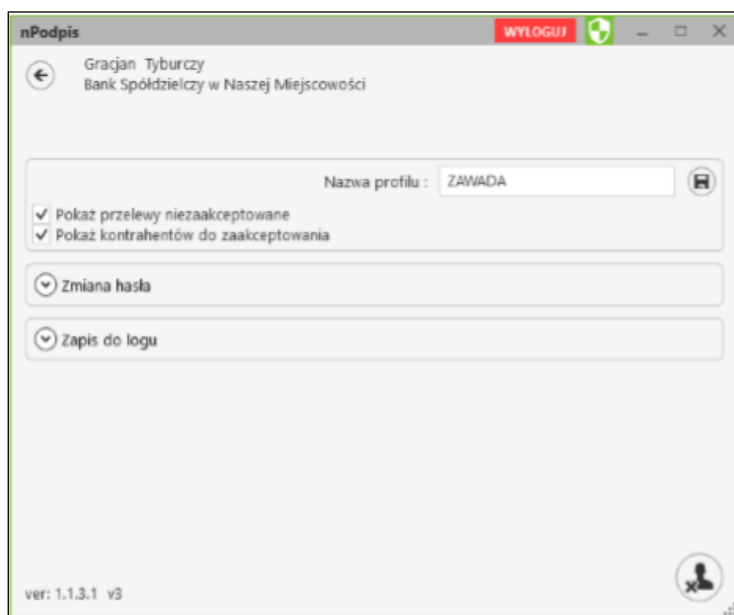 nPodpis
WYLOGUJ
Gracjan Tyburczy
Bank Spółdzielczy w Naszej Miejscowości
Nazwa profilu : ZAWADA
Pokaż przelewy niezaakceptowane
Pokaż kontrahentów do zaakceptowania
Zmiana hasła
Zapis do logu
ver: 1.1.3.1 v3